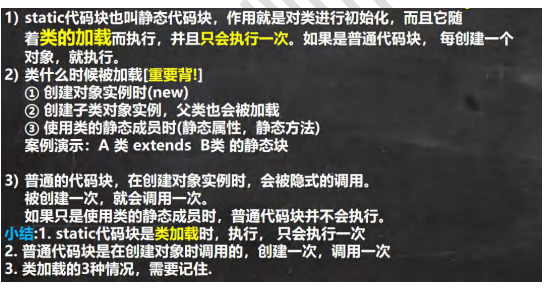 1) static代码块也叫静态代码块，作用就是对类进行初始化，而且它随
着类的加载而执行，并且只会执行一次。如果是普通代码块，每创建一个
对象，就执行。
2) 类什么时候被加载[重要背!]
① 创建对象实例时(new)
② 创建子类对象实例，父类也会被加载
③ 使用类的静态成员时(静态属性，静态方法)
案例演示：A 类 extends B类 的静态块
3) 普通的代码块，在创建对象实例时，会被隐式的调用。
被创建一次，就会调用一次。
如果只是使用类的静态成员时，普通代码块并不会执行。
小结:1. static代码块是类加载时，执行，只会执行一次
2. 普通代码块是在创建对象时调用的，创建一次，调用一次
3. 类加载的3种情况，需要记住.